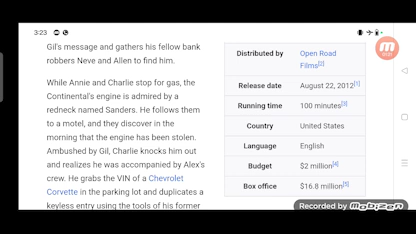 3:23
Gil's message and gathers his fellow bank
robbers Neve and Allen to find him.
While Annie and Charlie stop for gas, the
Continental's engine is admired by a
redneck named Sanders. He follows them
to a motel, and they discover in the
morning that the engine has been stolen.
Ambushed by Gil, Charlie knocks him out
and realizes he was accompanied by Alex's
crew. He grabs the VIN of a Chevrolet
Corvette in the parking lot and duplicates a
keyless entry using the tools of his former
Distributed by Open Road
Films[2]
Release date August 22, 2012[1]
Running time 100 minutes[3]
Country United States
Language English
Budget $2 million[4]
Box office $16.8 million[5]
Recorded by Mobizen